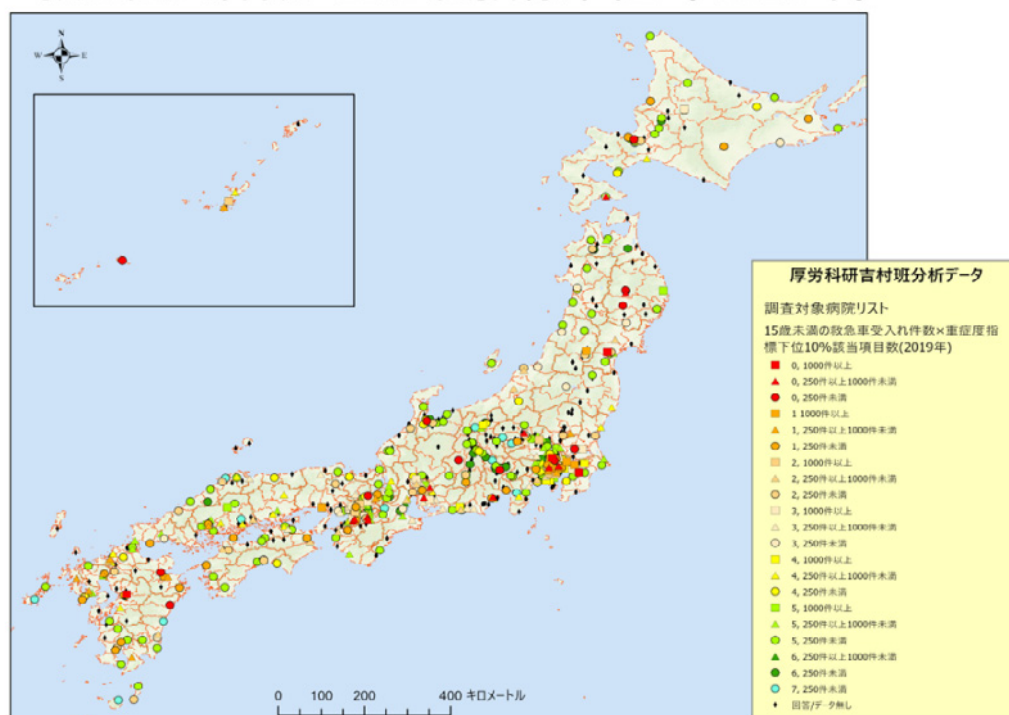 N
W E
S
厚労科研吉村班分析データ
調査対象病院リスト
15歳未満の救急車受入れ件数×重症度指
標下位10%該当項目数(2019年)
0, 1000件以上
0, 250件以上1000件未満
0, 250件未満
1 1000件以上
1, 250件以上1000件未満
1, 250件未満
2, 1000件以上
2, 250件以上1000件未満
2, 250件未満
3, 1000件以上
3, 250件以上1000件未満
3, 250件未満
4, 1000件以上
4, 250件以上1000件未満
4, 250件未満
5, 1000件以上
5, 250件以上1000件未満
5, 250件未満
6, 250件以上1000件未満
6, 250件未満
7, 250件未満
回答/データ無し
0 100 200 400 キロメートル